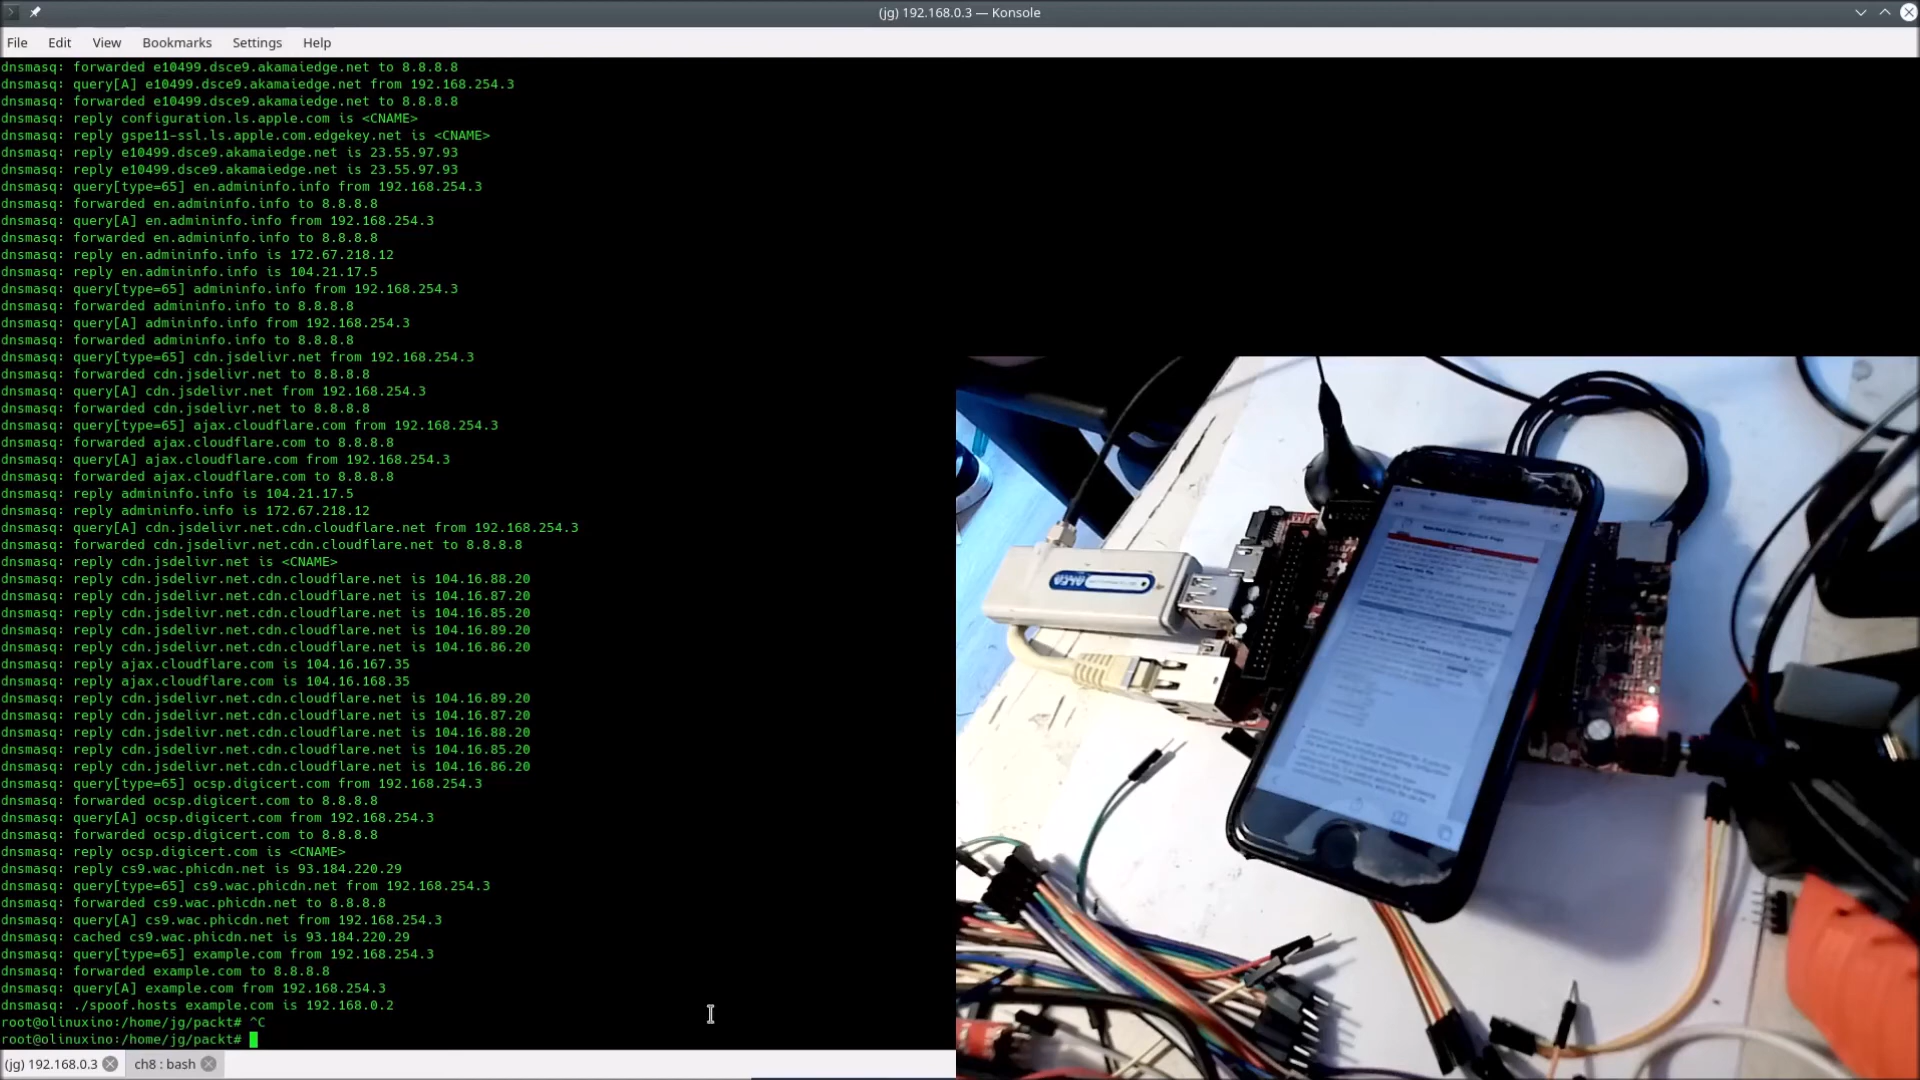 (jg) 192.168.0.3 — Konsole
File Edit View Bookmarks Settings Help
dnsmasq: forwarded e10499.dsce9.akamaiedge.net to 8.8.8.8
dnsmasq: query[A] e10499.dsce9.akamaiedge.net from 192.168.254.3
dnsmasq: forwarded e10499.dsce9.akamaiedge.net to 8.8.8.8
dnsmasq: reply configuration.ls.apple.com is <CNAME>
dnsmasq: reply gspe11-ssl.ls.apple.com.edgekey.net is <CNAME>
dnsmasq: reply e10499.dsce9.akamaiedge.net is 23.55.97.93
dnsmasq: reply e10499.dsce9.akamaiedge.net is 23.55.97.93
dnsmasq: query[type=65] en.admininfo.info from 192.168.254.3
dnsmasq: forwarded en.admininfo.info to 8.8.8.8
dnsmasq: query[A] en.admininfo.info from 192.168.254.3
dnsmasq: forwarded en.admininfo.info to 8.8.8.8
dnsmasq: reply en.admininfo.info is 172.67.218.12
dnsmasq: reply en.admininfo.info is 104.21.17.5
dnsmasq: query[type=65] admininfo.info from 192.168.254.3
dnsmasq: forwarded admininfo.info to 8.8.8.8
dnsmasq: query[A] admininfo.info from 192.168.254.3
dnsmasq: forwarded admininfo.info to 8.8.8.8
dnsmasq: query[type=65] cdn.jsdelivr.net from 192.168.254.3
dnsmasq: forwarded cdn.jsdelivr.net to 8.8.8.8
dnsmasq: query[A] cdn.jsdelivr.net from 192.168.254.3
dnsmasq: forwarded cdn.jsdelivr.net to 8.8.8.8
dnsmasq: query[type=65] ajax.cloudflare.com from 192.168.254.3
dnsmasq: forwarded ajax.cloudflare.com to 8.8.8.8
dnsmasq: query[A] ajax.cloudflare.com from 192.168.254.3
dnsmasq: forwarded ajax.cloudflare.com to 8.8.8.8
dnsmasq: reply admininfo.info is 104.21.17.5
dnsmasq: reply admininfo.info is 172.67.218.12
dnsmasq: query[A] cdn.jsdelivr.net.cdn.cloudflare.net from 192.168.254.3
dnsmasq: forwarded cdn.jsdelivr.net.cdn.cloudflare.net to 8.8.8.8
dnsmasq: reply cdn.jsdelivr.net is <CNAME>
dnsmasq: reply cdn.jsdelivr.net.cdn.cloudflare.net is 104.16.88.20
dnsmasq: reply cdn.jsdelivr.net.cdn.cloudflare.net is 104.16.87.20
dnsmasq: reply cdn.jsdelivr.net.cdn.cloudflare.net is 104.16.85.20
dnsmasq: reply cdn.jsdelivr.net.cdn.cloudflare.net is 104.16.89.20
dnsmasq: reply cdn.jsdelivr.net.cdn.cloudflare.net is 104.16.86.20
dnsmasq: reply ajax.cloudflare.com is 104.16.167.35
dnsmasq: reply ajax.cloudflare.com is 104.16.168.35
dnsmasq: reply cdn.jsdelivr.net.cdn.cloudflare.net is 104.16.89.20
dnsmasq: reply cdn.jsdelivr.net.cdn.cloudflare.net is 104.16.87.20
dnsmasq: reply cdn.jsdelivr.net.cdn.cloudflare.net is 104.16.88.20
dnsmasq: reply cdn.jsdelivr.net.cdn.cloudflare.net is 104.16.85.20
dnsmasq: reply cdn.jsdelivr.net.cdn.cloudflare.net is 104.16.86.20
dnsmasq: query[type=65] ocsp.digicert.com from 192.168.254.3
dnsmasq: forwarded ocsp.digicert.com to 8.8.8.8
dnsmasq: query[A] ocsp.digicert.com from 192.168.254.3
dnsmasq: forwarded ocsp.digicert.com to 8.8.8.8
dnsmasq: reply ocsp.digicert.com is <CNAME>
dnsmasq: reply cs9.wac.phicdn.net is 93.184.220.29
dnsmasq: query[type=65] cs9.wac.phicdn.net from 192.168.254.3
dnsmasq: forwarded cs9.wac.phicdn.net to 8.8.8.8
dnsmasq: query[A] cs9.wac.phicdn.net from 192.168.254.3
dnsmasq: cached cs9.wac.phicdn.net is 93.184.220.29
dnsmasq: query[type=65] example.com from 192.168.254.3
dnsmasq: forwarded example.com to 8.8.8.8
dnsmasq: query[A] example.com from 192.168.254.3
dnsmasq: ./spoof.hosts example.com is 192.168.0.2
root@olinuxino:/home/jg/packt# ^C
root@olinuxino:/home/jg/packt#
(jg) 192.168.0.3 ch8 : bash